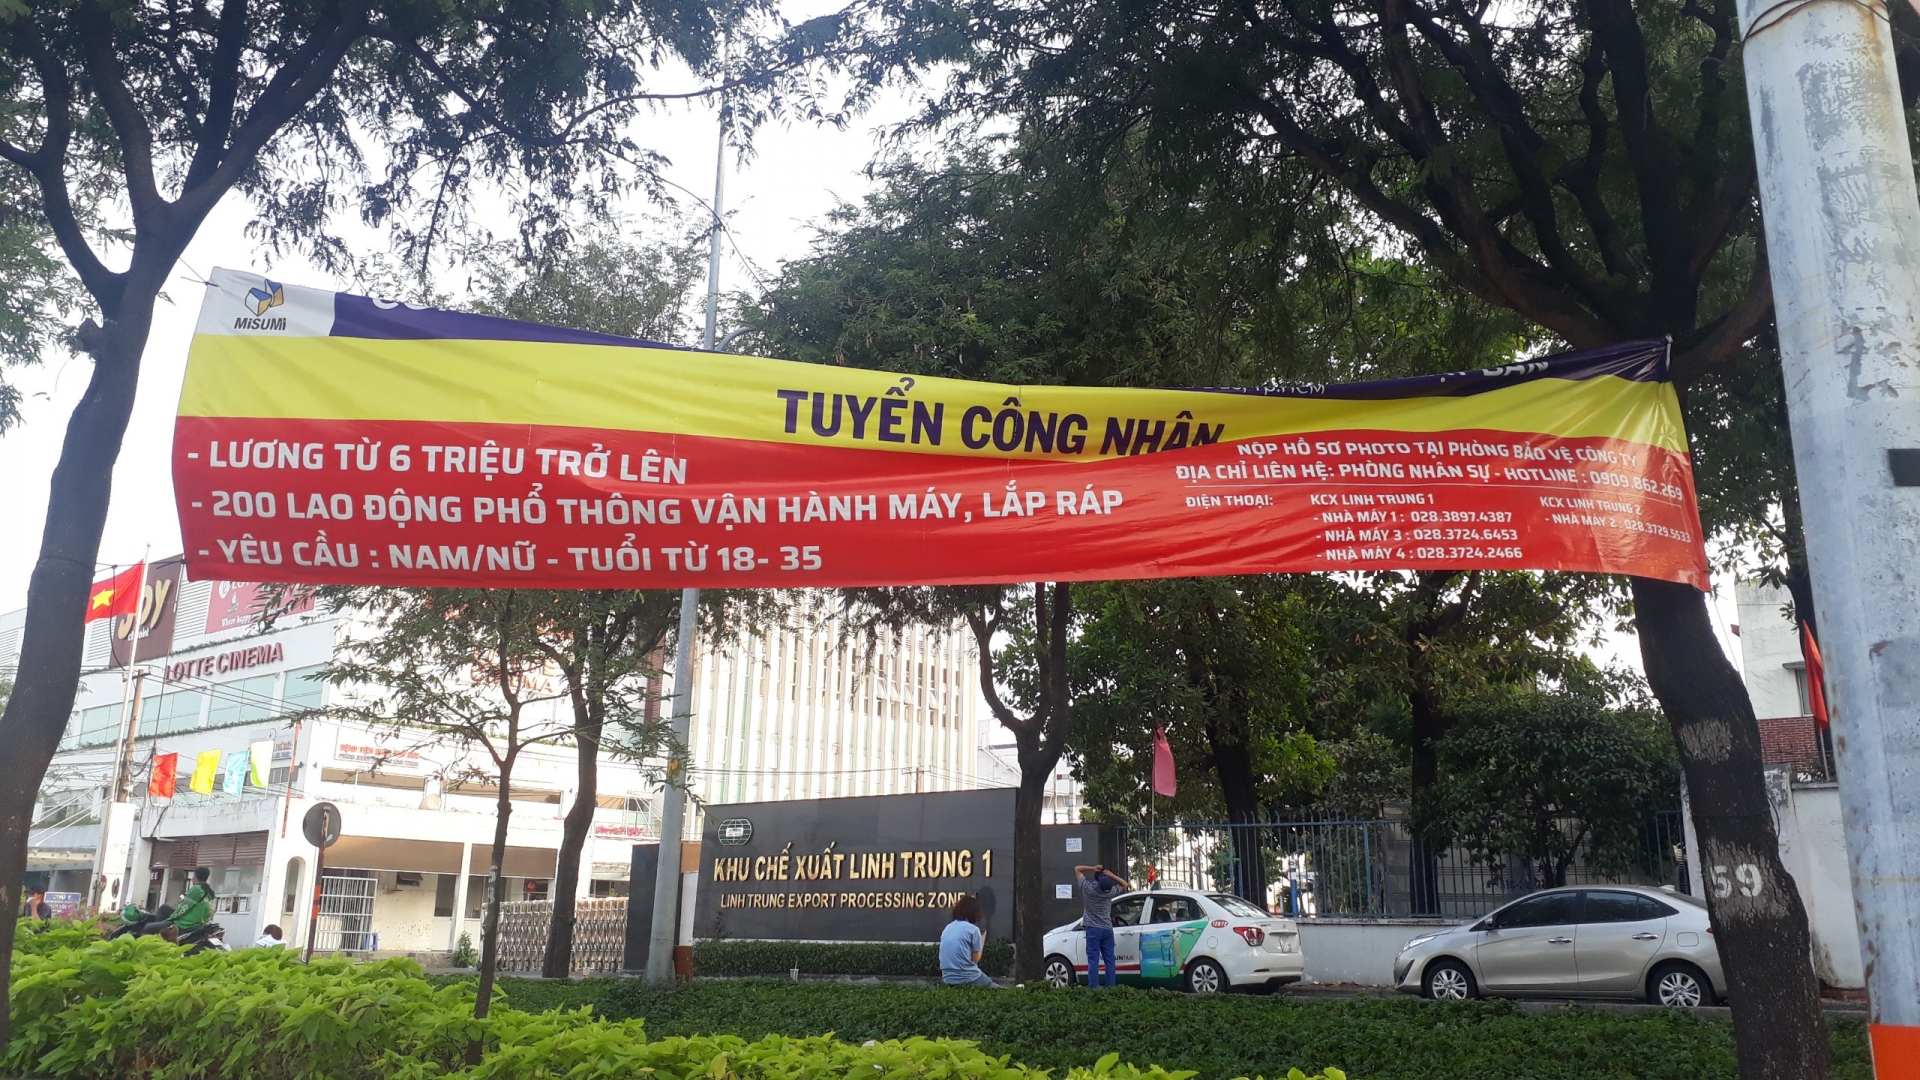 MiSUMi
TP.HCM
TUYỂN CÔNG NHÂN
- LƯƠNG TỪ 6 TRIỆU TRỞ LÊN
- 200 LAO ĐỘNG PHỔ THÔNG VẬN HÀNH MÁY, LẮP RÁP
- YÊU CẦU : NAM/NỮ - TUỔI TỪ 18- 35
NỘP HỒ SƠ PHOTO TẠI PHÒNG BẢO VỆ CÔNG TY
ĐỊA CHỈ LIÊN HỆ: PHÒNG NHÂN SỰ - HOTLINE : 0909.862.269
ĐIỆN THOẠI: KCX LINH TRUNG 1 KCX LINH TRUNG 2
- NHÀ MÁY 1 : 028.3897.4387 - NHÀ MÁY 2 : 028.3729.5533
- NHÀ MÁY 3 : 028.3724.6453
- NHÀ MÁY 4 : 028.3724.2466
LOTTE CINEMA
KHU CHẾ XUẤT LINH TRUNG 1
LINH TRUNG EXPORT PROCESSING ZONE
59